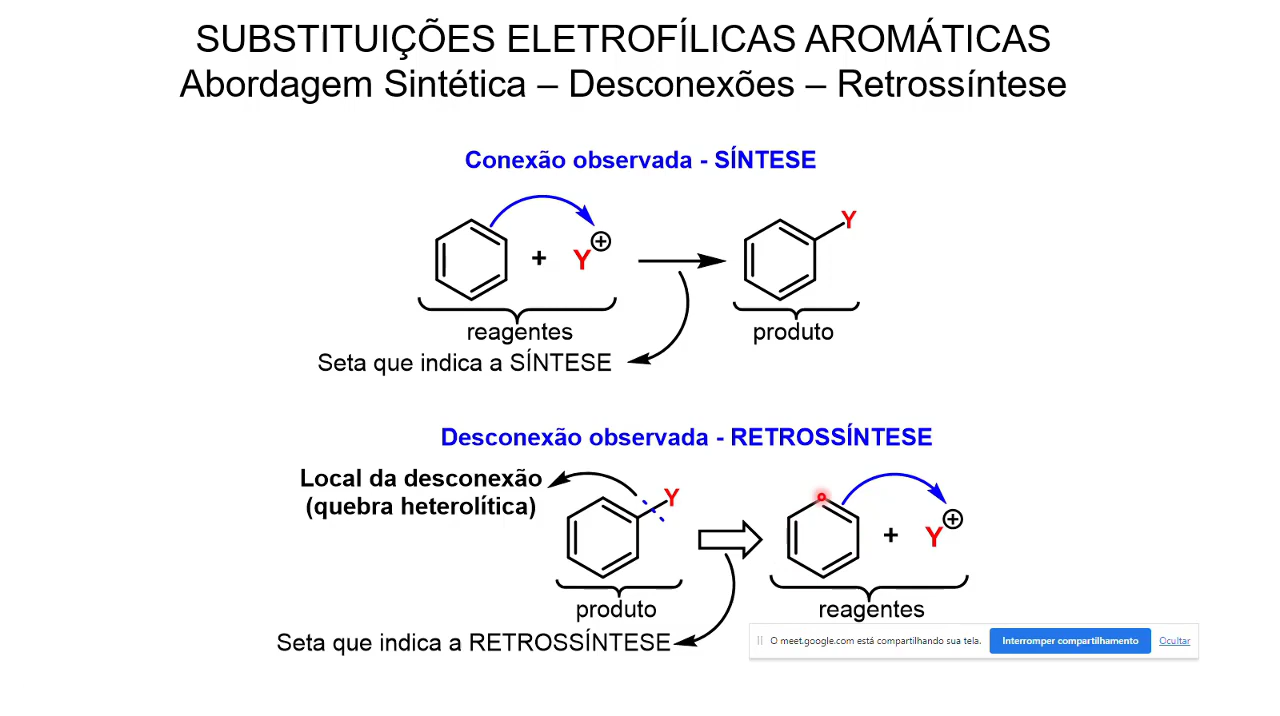 SUBSTITUIÇÕES ELETROFÍLICAS AROMÁTICAS
Abordagem Sintética – Desconexões – Retrossíntese
Conexão observada - SÍNTESE
Y
+ Y +
reagentes
produto
Seta que indica a SÍNTESE
Desconexão observada - RETROSSÍNTESE
Local da desconexão
(quebra heterolítica)
Y
+ Y +
produto
reagentes
Seta que indica a RETROSSÍNTESE
O meet.google.com está compartilhando sua tela.
Interromper compartilhamento
Ocultar